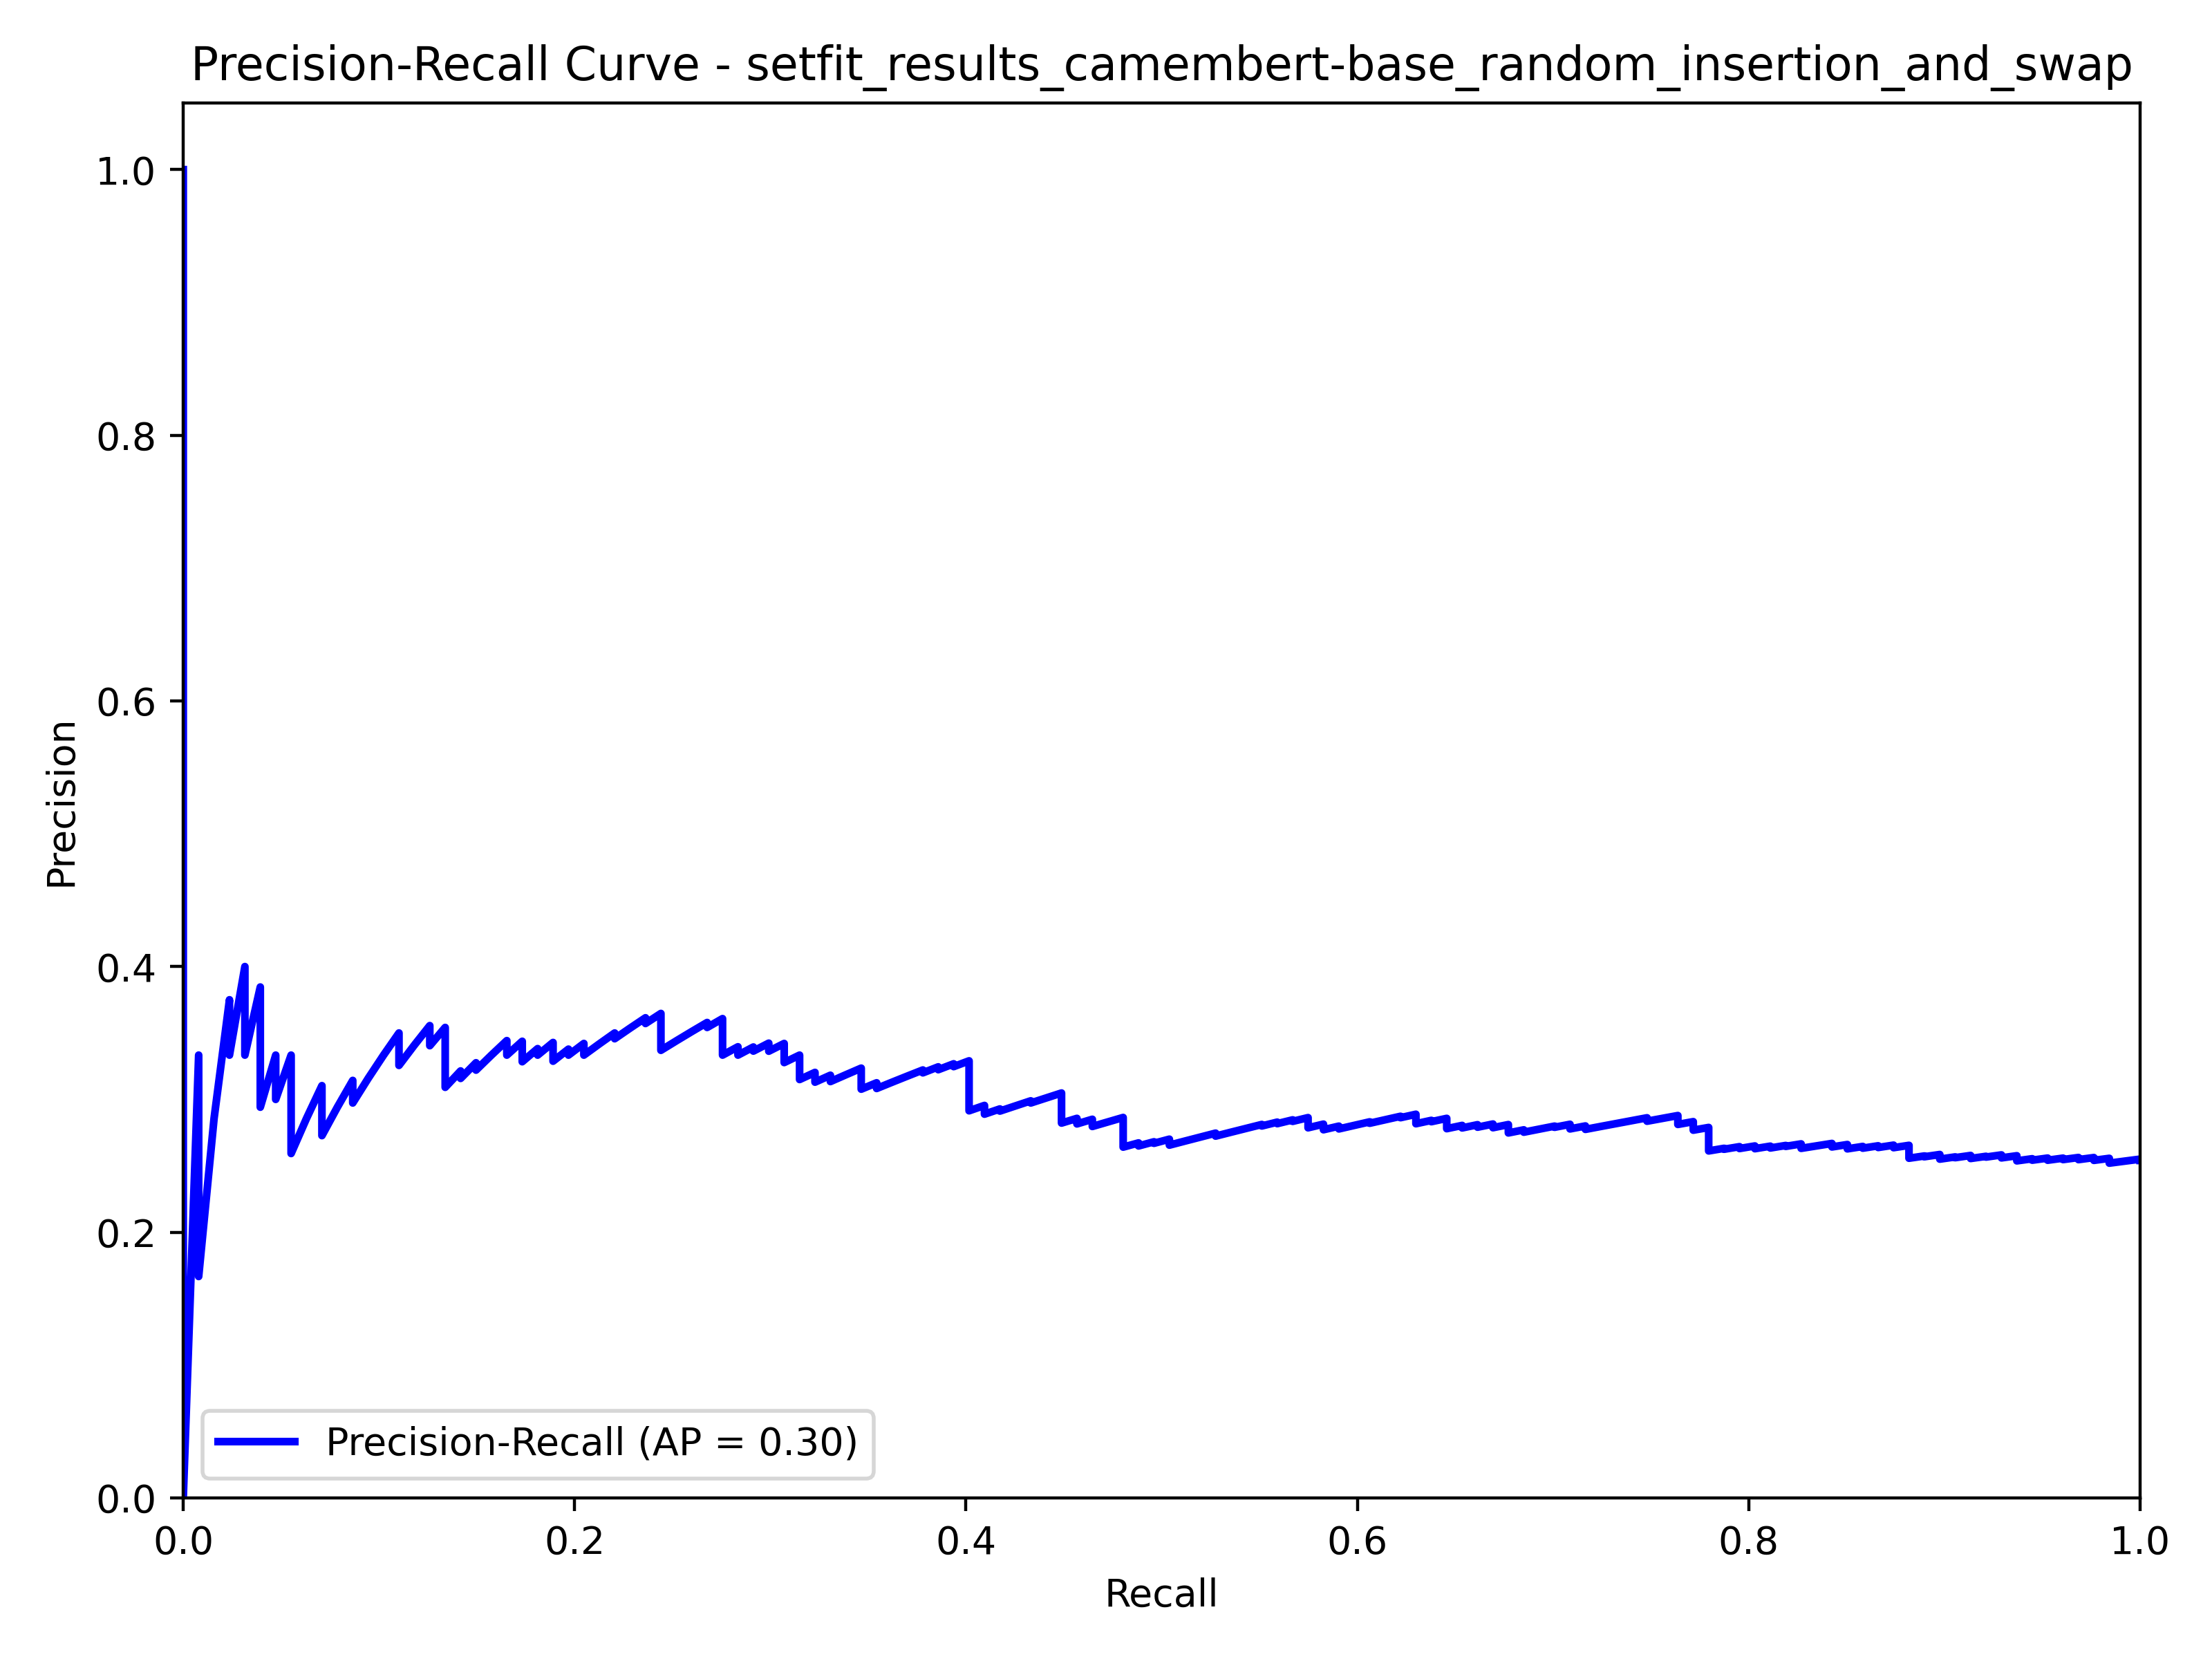 Precision-Recall Curve - setfit_results_camembert-base_random_insertion_and_swap
1.0
0.8
0.6
0.4
0.2
0.0
Precision
Precision-Recall (AP = 0.30)
0.0 0.2 0.4 0.6 0.8 1.0
Recall